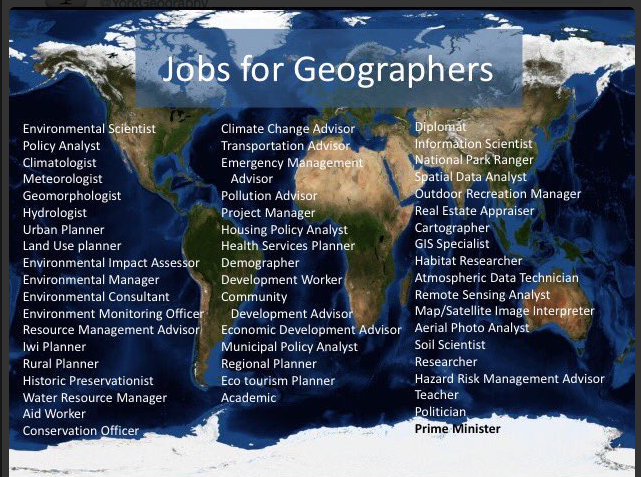 @YorkGeography
Jobs for Geographers
Environmental Scientist
Policy Analyst
Climatologist
Meteorologist
Geomorphologist
Hydrologist
Urban Planner
Land Use planner
Environmental Impact Assessor
Environmental Manager
Environmental Consultant
Environment Monitoring Officer
Resource Management Advisor
Iwi Planner
Rural Planner
Historic Preservationist
Water Resource Manager
Aid Worker
Conservation Officer
Climate Change Advisor
Transportation Advisor
Emergency Management
Advisor
Pollution Advisor
Project Manager
Housing Policy Analyst
Health Services Planner
Demographer
Development Worker
Community
Development Advisor
Economic Development Advisor
Municipal Policy Analyst
Regional Planner
Eco tourism Planner
Academic
Diplomat
Information Scientist
National Park Ranger
Spatial Data Analyst
Outdoor Recreation Manager
Real Estate Appraiser
Cartographer
GIS Specialist
Habitat Researcher
Atmospheric Data Technician
Remote Sensing Analyst
Map/Satellite Image Interpreter
Aerial Photo Analyst
Soil Scientist
Researcher
Hazard Risk Management Advisor
Teacher
Politician
Prime Minister